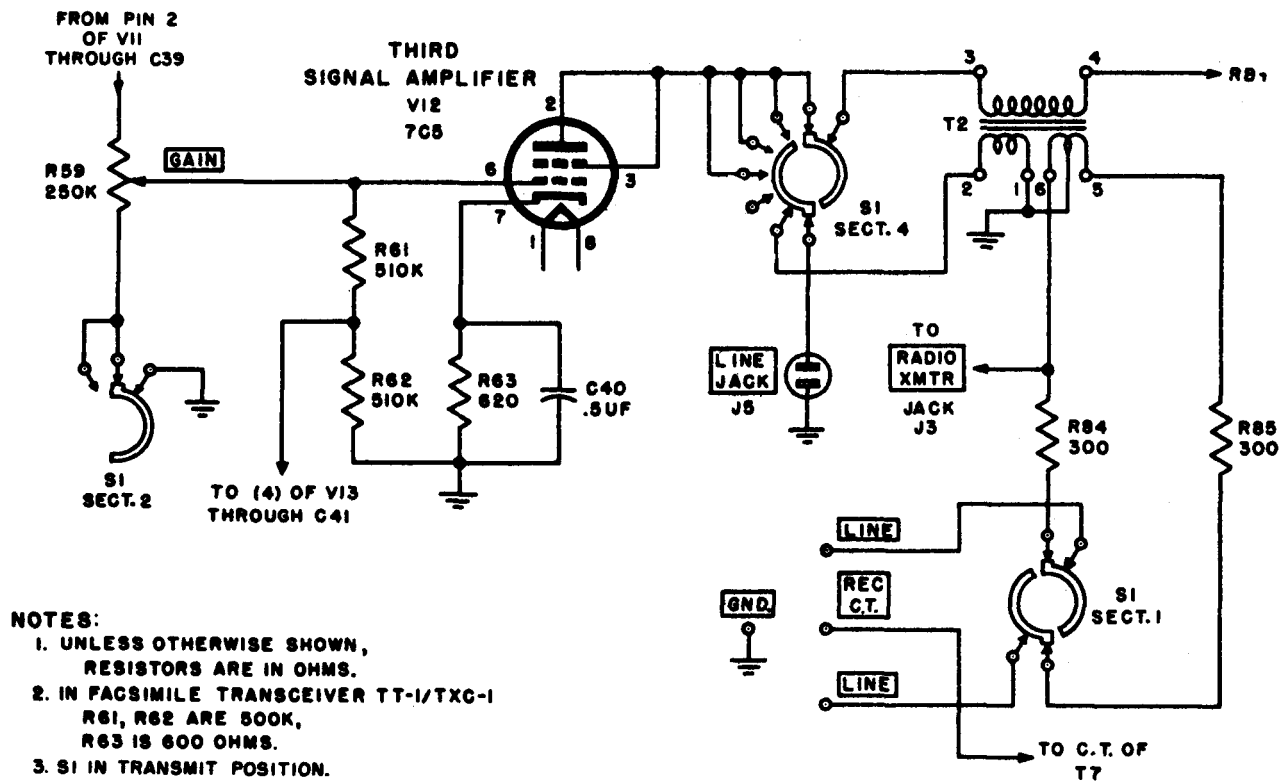 FROM PIN 2
OF V11
THROUGH C39
THIRD
SIGNAL AMPLIFIER
V12
7C5
2
6
7
3
1
8
R59
250K
GAIN
R61
510K
R62
510K
R63
620
C40
.5UF
S1
SECT. 2
TO (4) OF V13
THROUGH C41
S1
SECT. 4
3
4
T2
2
1
6
5
LINE
JACK
J5
TO
RADIO
XMTR
JACK
J3
R84
300
R85
300
LINE
REC
C.T.
GND.
LINE
S1
SECT. 1
TO C.T. OF
T7
NOTES:
1. UNLESS OTHERWISE SHOWN,
RESISTORS ARE IN OHMS.
2. IN FACSIMILE TRANSCEIVER TT-1/TXC-1
R61, R62 ARE 500K,
R63 IS 600 OHMS.
3. S1 IN TRANSMIT POSITION.